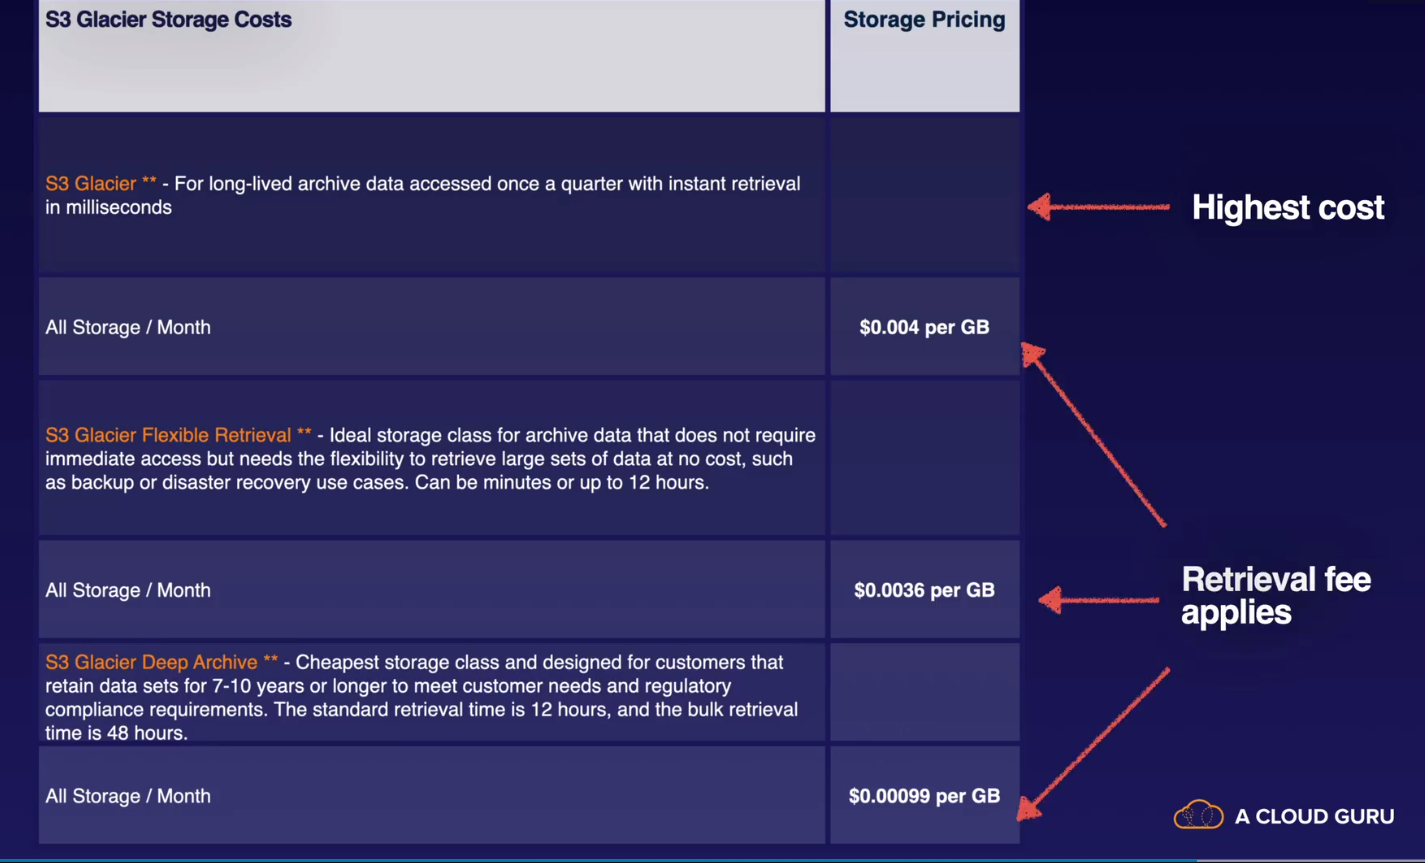 S3 Glacier Storage Costs
Storage Pricing
S3 Glacier ** - For long-lived archive data accessed once a quarter with instant retrieval
in milliseconds
Highest cost
All Storage / Month
$0.004 per GB
S3 Glacier Flexible Retrieval ** - Ideal storage class for archive data that does not require
immediate access but needs the flexibility to retrieve large sets of data at no cost, such
as backup or disaster recovery use cases. Can be minutes or up to 12 hours.
All Storage / Month
$0.0036 per GB
Retrieval fee
applies
S3 Glacier Deep Archive ** - Cheapest storage class and designed for customers that
retain data sets for 7-10 years or longer to meet customer needs and regulatory
compliance requirements. The standard retrieval time is 12 hours, and the bulk retrieval
time is 48 hours.
All Storage / Month
$0.00099 per GB
A CLOUD GURU